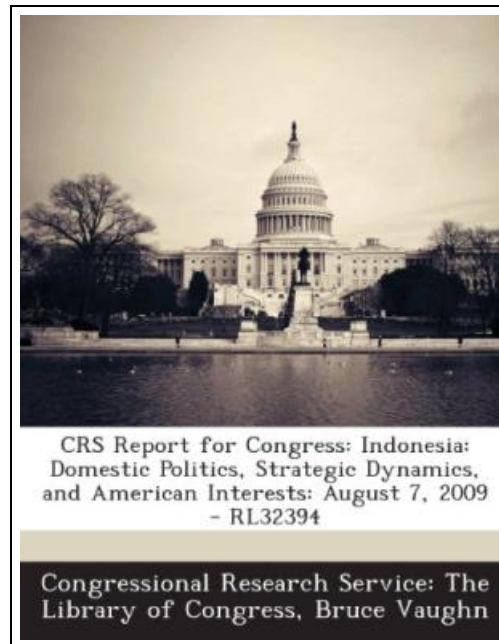 CRS Report for Congress: Indonesia:
Domestic Politics, Strategic Dynamics,
and American Interests: August 7, 2009
- RL32394
Congressional Research Service: The
Library of Congress, Bruce Vaughn